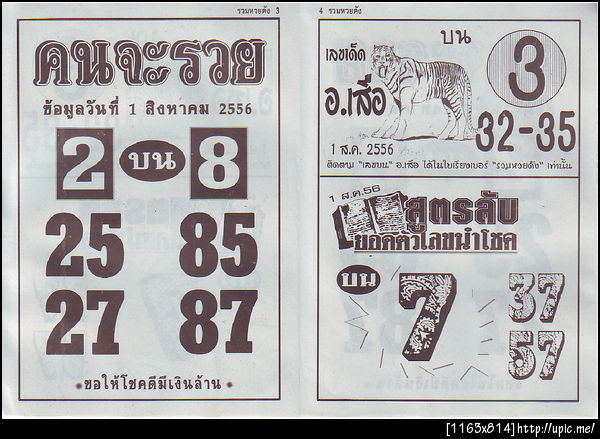 รวมหวยดัง 3
คนจะรวย
ข้อมูลวันที่ 1 สิงหาคม 2556
2 บน 8
25 85
27 87
ขอให้โชคดีมีเงินล้าน
4 รวมหวยดัง
เลขเด็ด
อ.เสือ
บน
3
32-35
1 ส.ค. 2556
ติดตาม "เลขบน" อ.เสือ ได้ในใบเรียงเบอร์ "รวมหวยดัง" เท่านั้น
1 ส.ค.56
สูตรลับ
ยอดตัวเลขนำโชค
บน
7
37
57
[1163x814]http://upic.me/